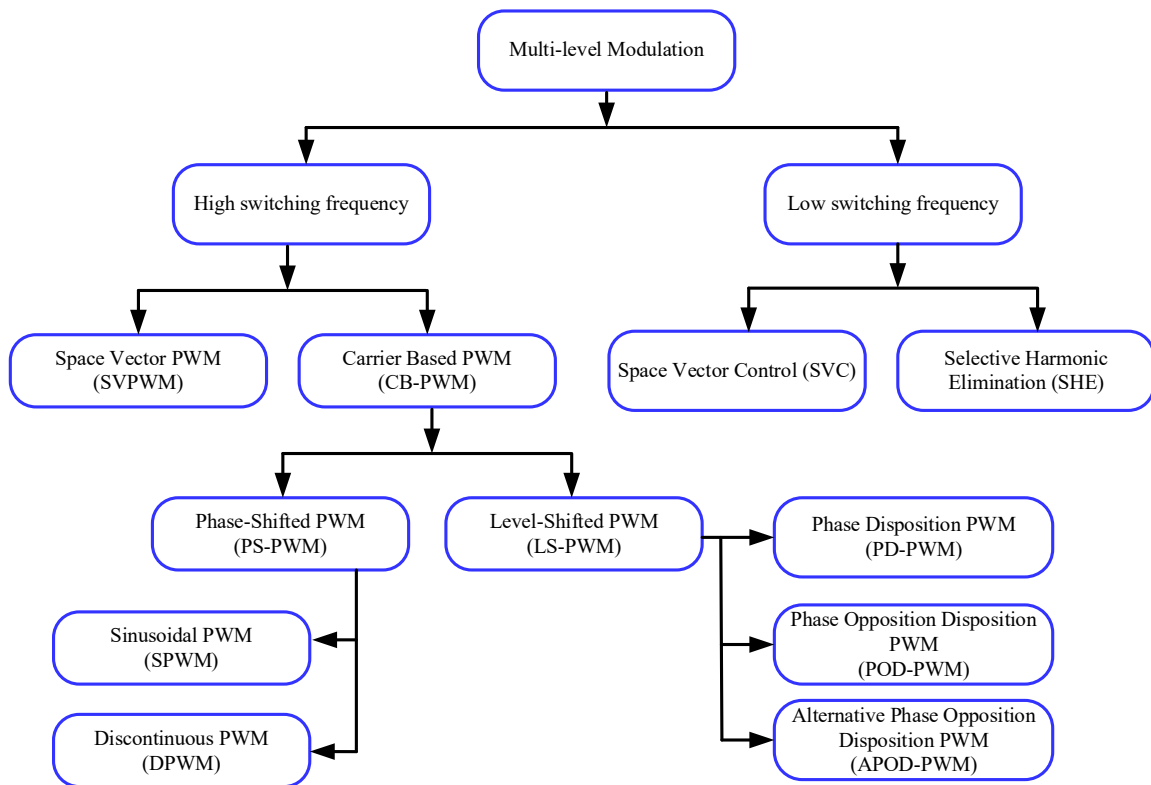 Multi-level Modulation
High switching frequency
Low switching frequency
Space Vector PWM
(SVPWM)
Carrier Based PWM
(CB-PWM)
Space Vector Control (SVC)
Selective Harmonic
Elimination (SHE)
Phase-Shifted PWM
(PS-PWM)
Level-Shifted PWM
(LS-PWM)
Phase Disposition PWM
(PD-PWM)
Sinusoidal PWM
(SPWM)
Phase Opposition Disposition
PWM
(POD-PWM)
Discontinuous PWM
(DPWM)
Alternative Phase Opposition
Disposition PWM
(APOD-PWM)